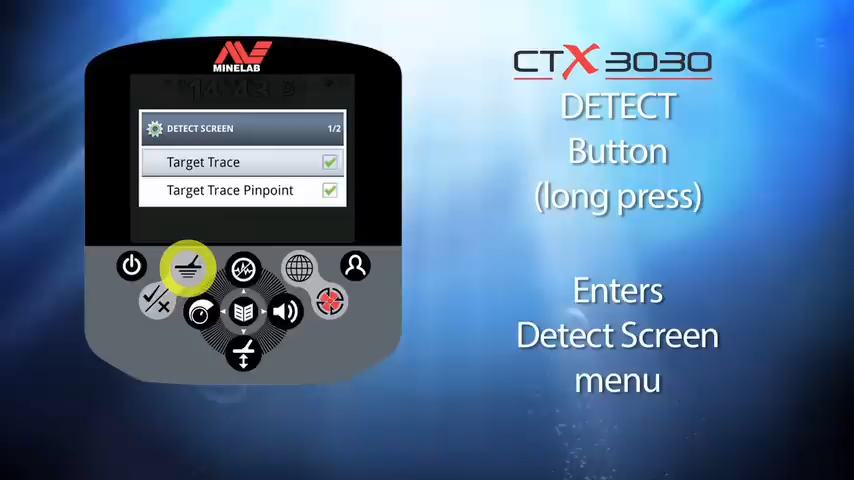 MINELAB
DETECT SCREEN 1/2
Target Trace
Target Trace Pinpoint
CTX 3030
DETECT
Button
(long press)
Enters
Detect Screen
menu